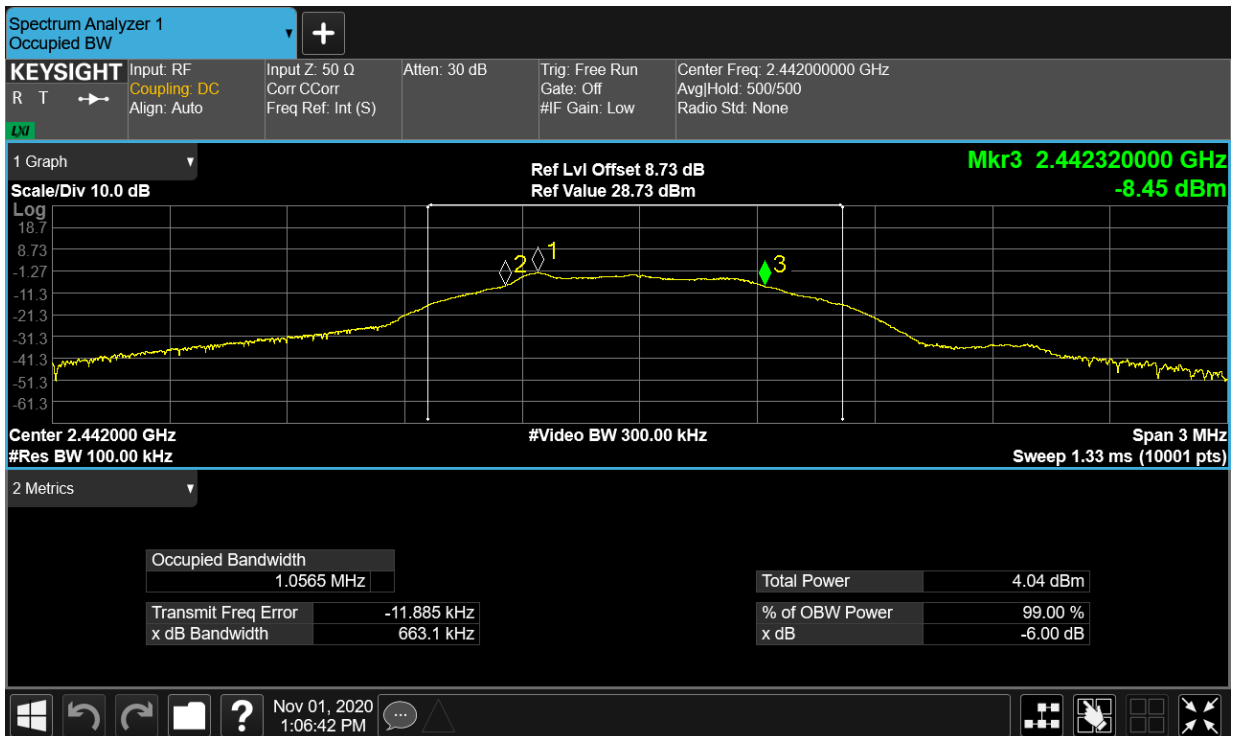 Spectrum Analyzer 1
Occupied BW
+
KEYSIGHT
R T
LXI
Input: RF
Coupling: DC
Align: Auto
Input Z: 50 Ω
Corr CCorr
Freq Ref: Int (S)
Atten: 30 dB
Trig: Free Run
Gate: Off
#IF Gain: Low
Center Freq: 2.442000000 GHz
Avg|Hold: 500/500
Radio Std: None
1 Graph
Scale/Div 10.0 dB
Ref Lvl Offset 8.73 dB
Ref Value 28.73 dBm
Mkr3 2.442320000 GHz
-8.45 dBm
Log
18.7
8.73
-1.27
-11.3
-21.3
-31.3
-41.3
-51.3
-61.3
2
1
3
Center 2.442000 GHz
#Video BW 300.00 kHz
Span 3 MHz
#Res BW 100.00 kHz
Sweep 1.33 ms (10001 pts)
2 Metrics
Occupied Bandwidth
1.0565 MHz
Transmit Freq Error -11.885 kHz
x dB Bandwidth 663.1 kHz
Total Power 4.04 dBm
% of OBW Power 99.00 %
x dB -6.00 dB
?
Nov 01, 2020
1:06:42 PM